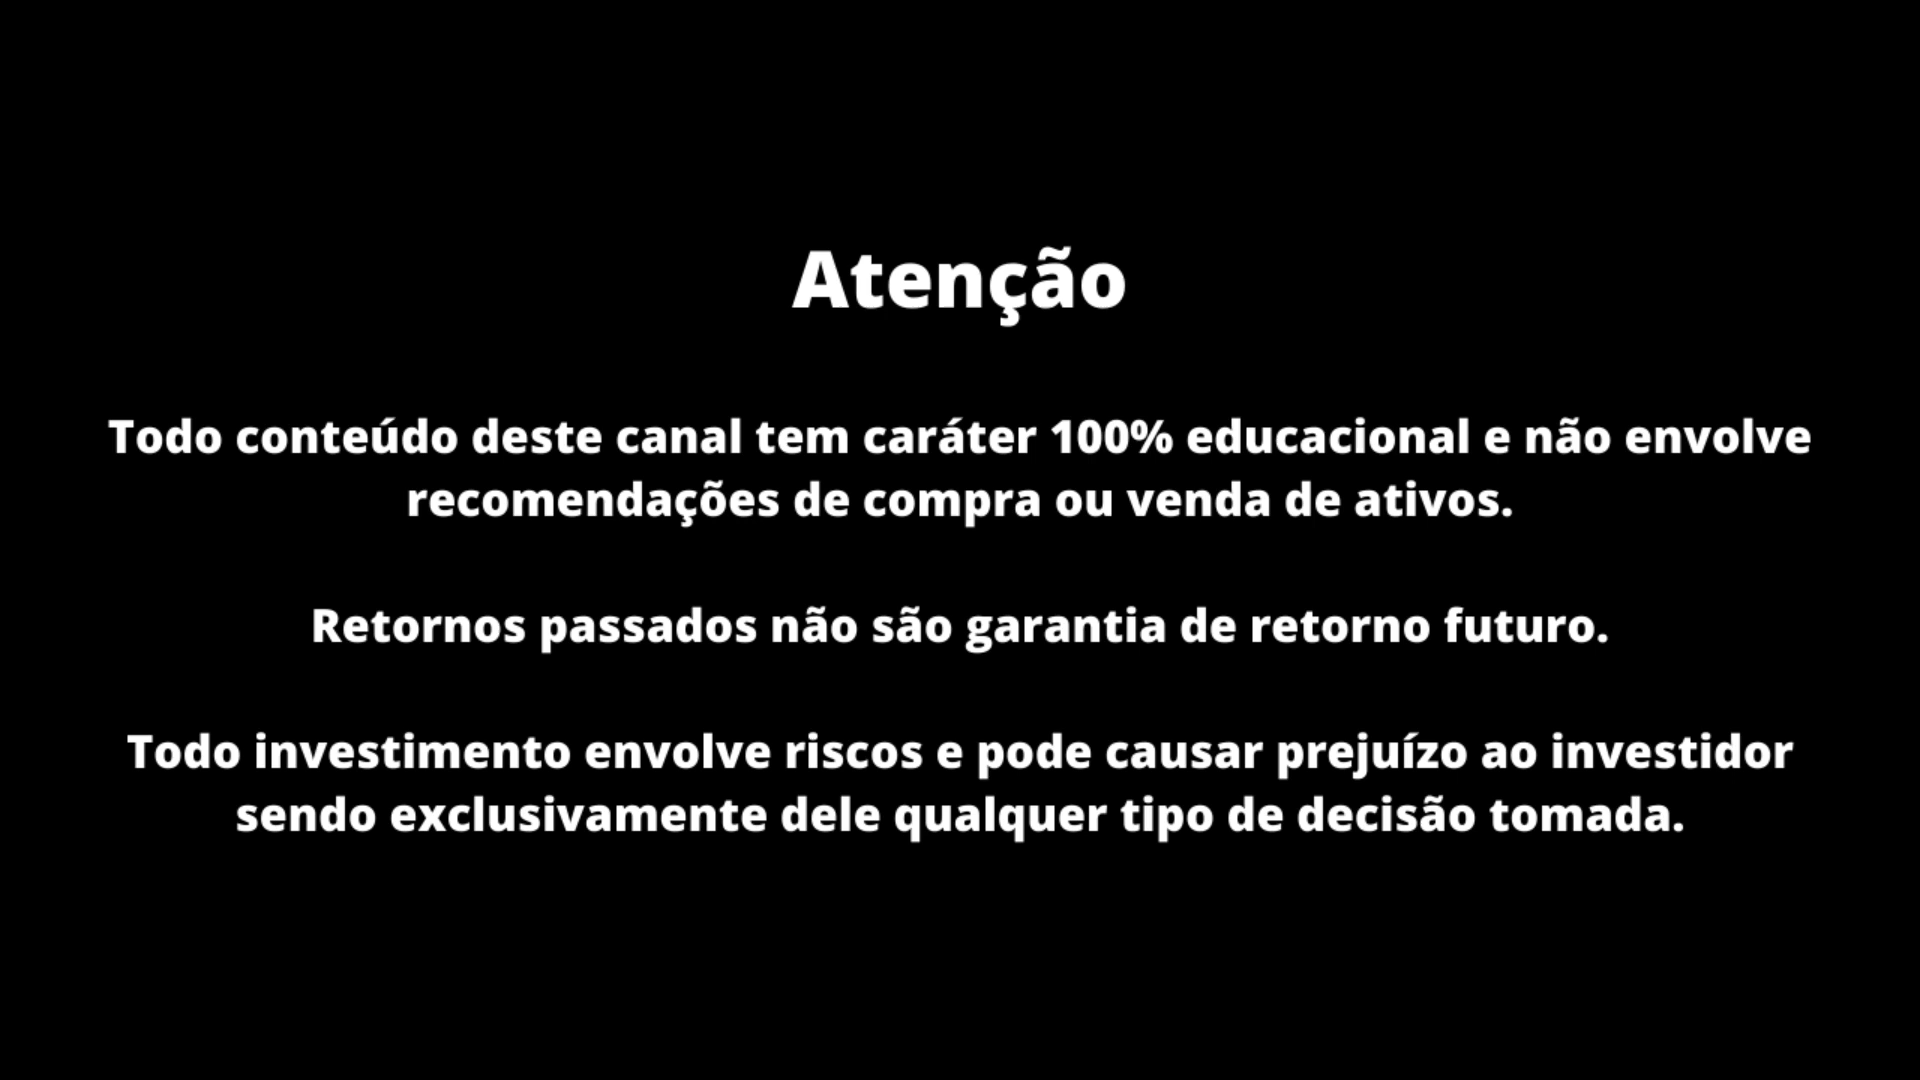 Atenção
Todo conteúdo deste canal tem caráter 100% educacional e não envolve
recomendações de compra ou venda de ativos.
Retornos passados não são garantia de retorno futuro.
Todo investimento envolve riscos e pode causar prejuízo ao investidor
sendo exclusivamente dele qualquer tipo de decisão tomada.